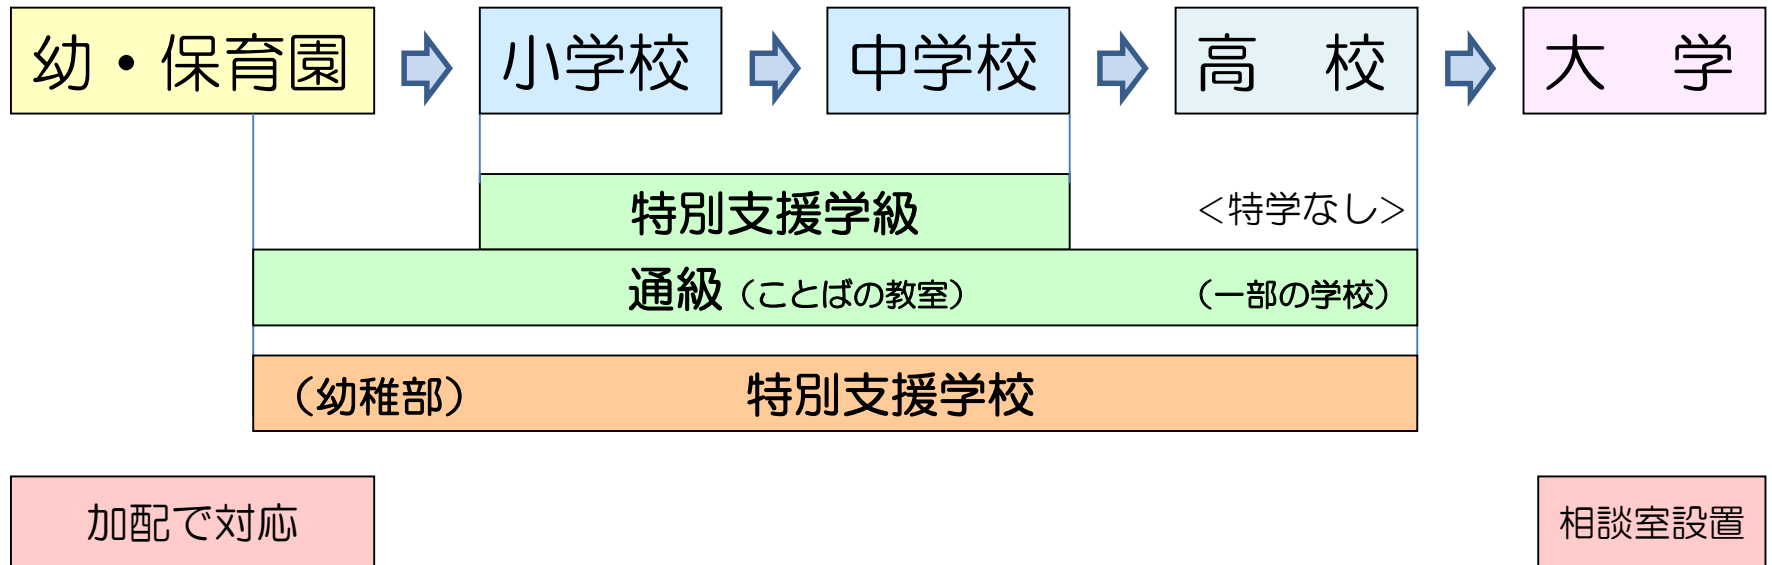 幼・保育園 小学校 中学校 高　校 大　学
特別支援学級 <特学なし>
通級（ことばの教室） （一部の学校）
（幼稚部） 特別支援学校
加配で対応 相談室設置